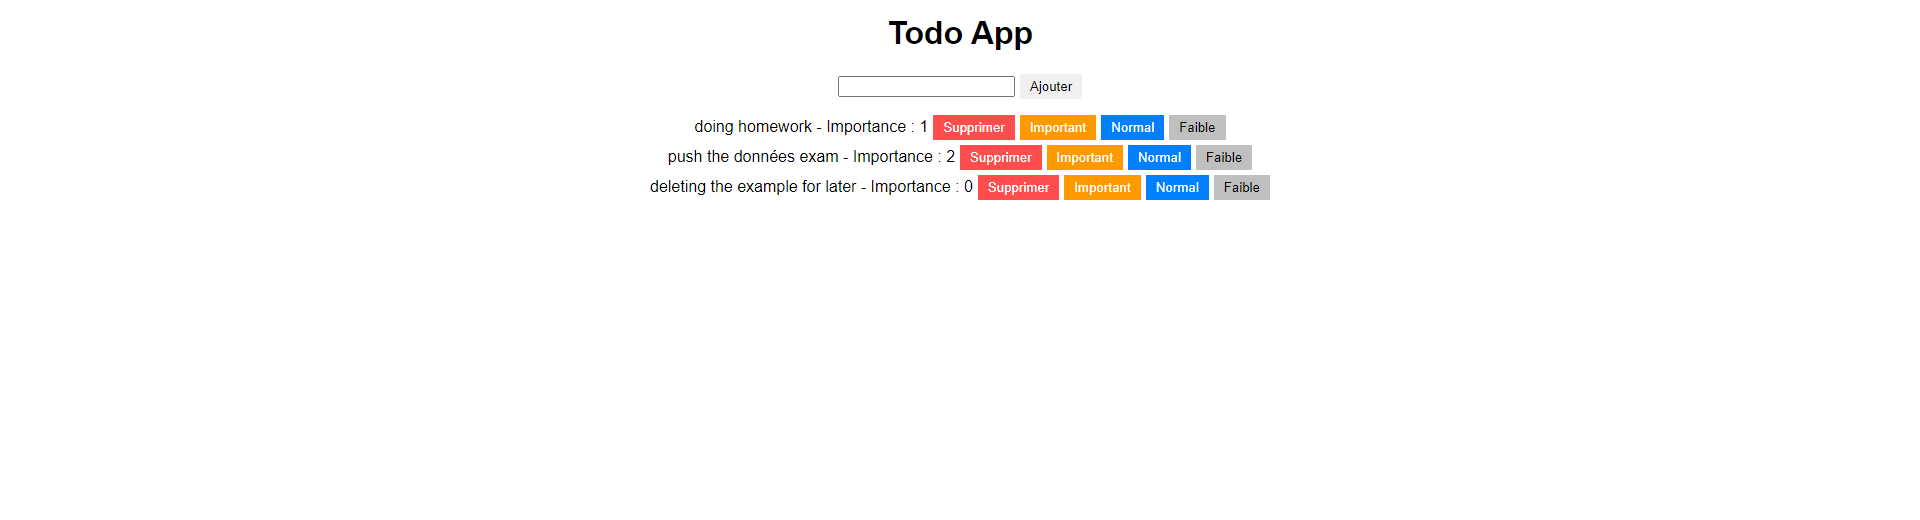 Todo App
Ajouter
doing homework - Importance : 1 Supprimer Important Normal Faible
push the données exam - Importance : 2 Supprimer Important Normal Faible
deleting the example for later - Importance : 0 Supprimer Important Normal Faible